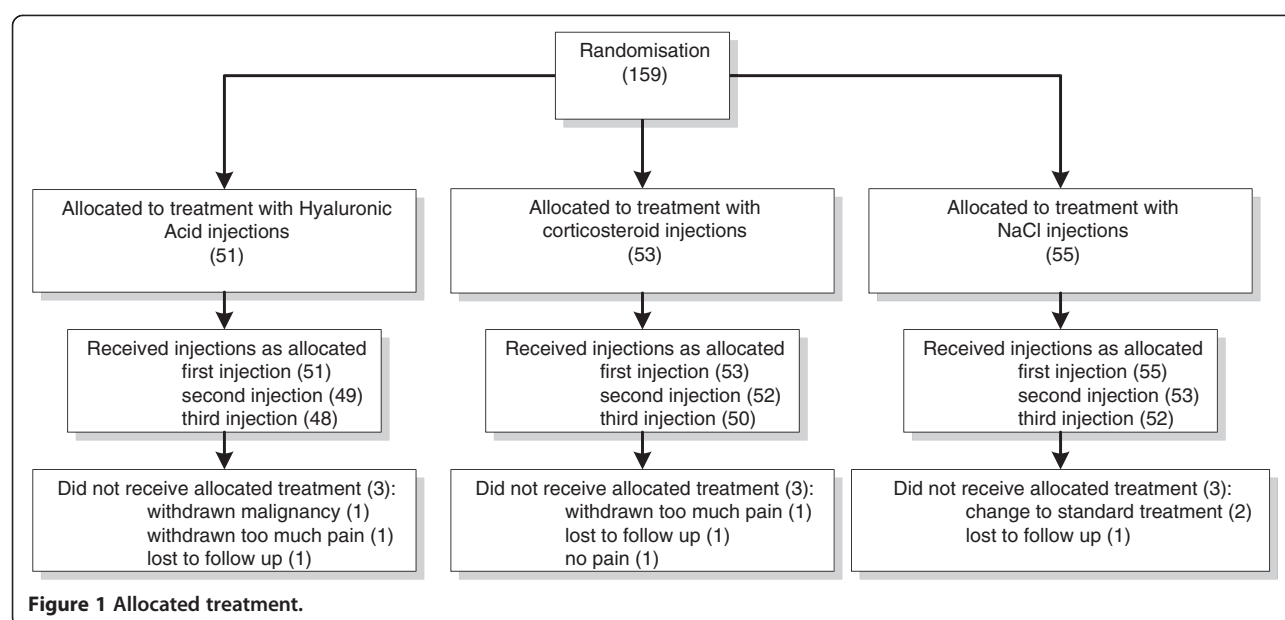 Randomisation
(159)
Allocated to treatment with Hyaluronic
Acid injections
(51)
Allocated to treatment with
corticosteroid injections
(53)
Allocated to treatment with
NaCl injections
(55)
Received injections as allocated
first injection (51)
second injection (49)
third injection (48)
Received injections as allocated
first injection (53)
second injection (52)
third injection (50)
Received injections as allocated
first injection (55)
second injection (53)
third injection (52)
Did not receive allocated treatment (3):
withdrawn malignancy (1)
withdrawn too much pain (1)
lost to follow up (1)
Did not receive allocated treatment (3):
withdrawn too much pain (1)
lost to follow up (1)
no pain (1)
Did not receive allocated treatment (3):
change to standard treatment (2)
lost to follow up (1)
Figure 1 Allocated treatment.